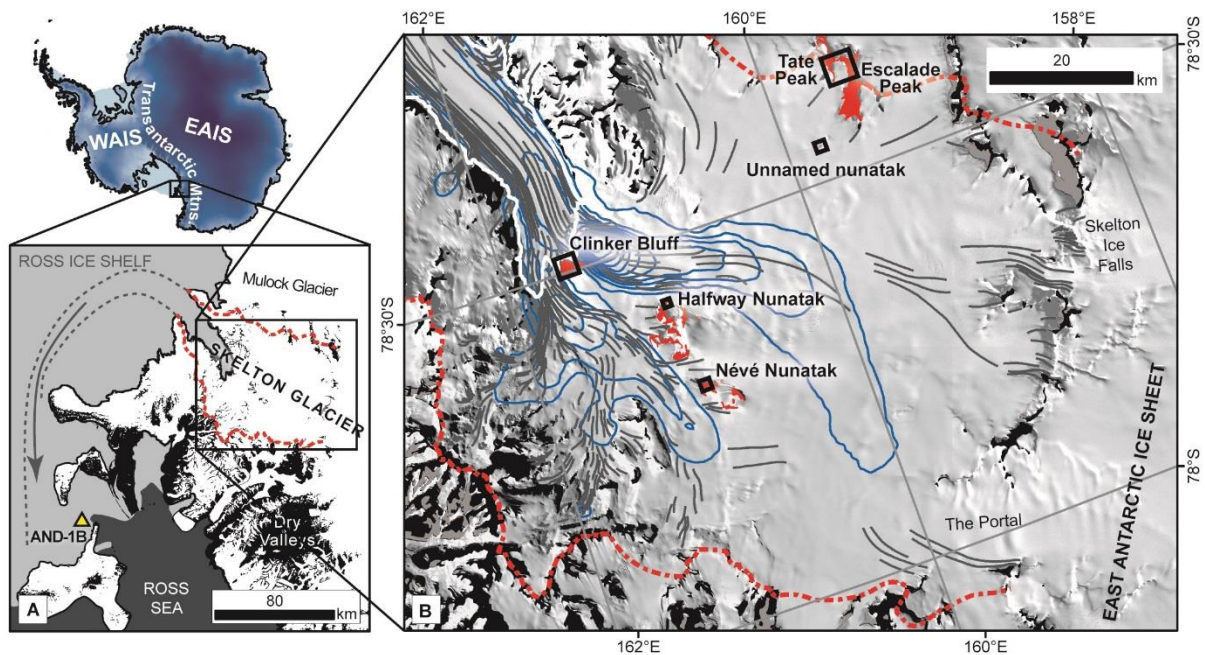 WAIS
EAIS
Transantarctic Mtns.
ROSS ICE SHELF
Mulock Glacier
SKELTON GLACIER
AND-1B
Dry
Valleys
ROSS
SEA
80
km
A
162°E
160°E
158°E
78°30'S
Tate
Peak
Escalade
Peak
20
km
Unnamed nunatak
Clinker Bluff
Skelton
Ice
Falls
Halfway Nunatak
78°30'S
Névé Nunatak
78°S
The Portal
EAST ANTARCTIC ICE SHEET
B
162°E
160°E